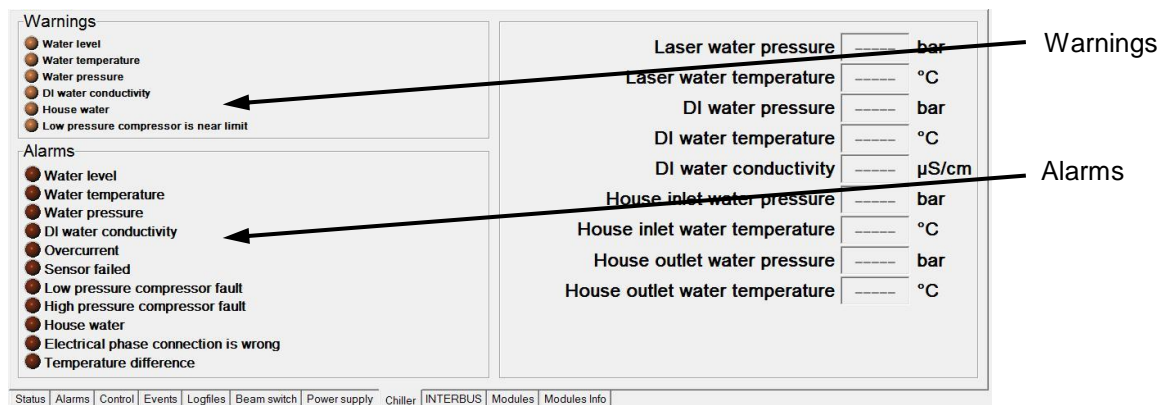 Warnings
Water level
Water temperature
Water pressure
DI water conductivity
House water
Low pressure compressor is near limit
Alarms
Water level
Water temperature
Water pressure
DI water conductivity
Overcurrent
Sensor failed
Low pressure compressor fault
High pressure compressor fault
House water
Electrical phase connection is wrong
Temperature difference
Laser water pressure ----- bar
Laser water temperature ----- °C
DI water pressure ----- bar
DI water temperature ----- °C
DI water conductivity ----- µS/cm
House inlet water pressure ----- bar
House inlet water temperature ----- °C
House outlet water pressure ----- bar
House outlet water temperature ----- °C
Warnings
Alarms
Status Alarms Control Events Logfiles Beam switch Power supply Chiller INTERBUS Modules Modules Info